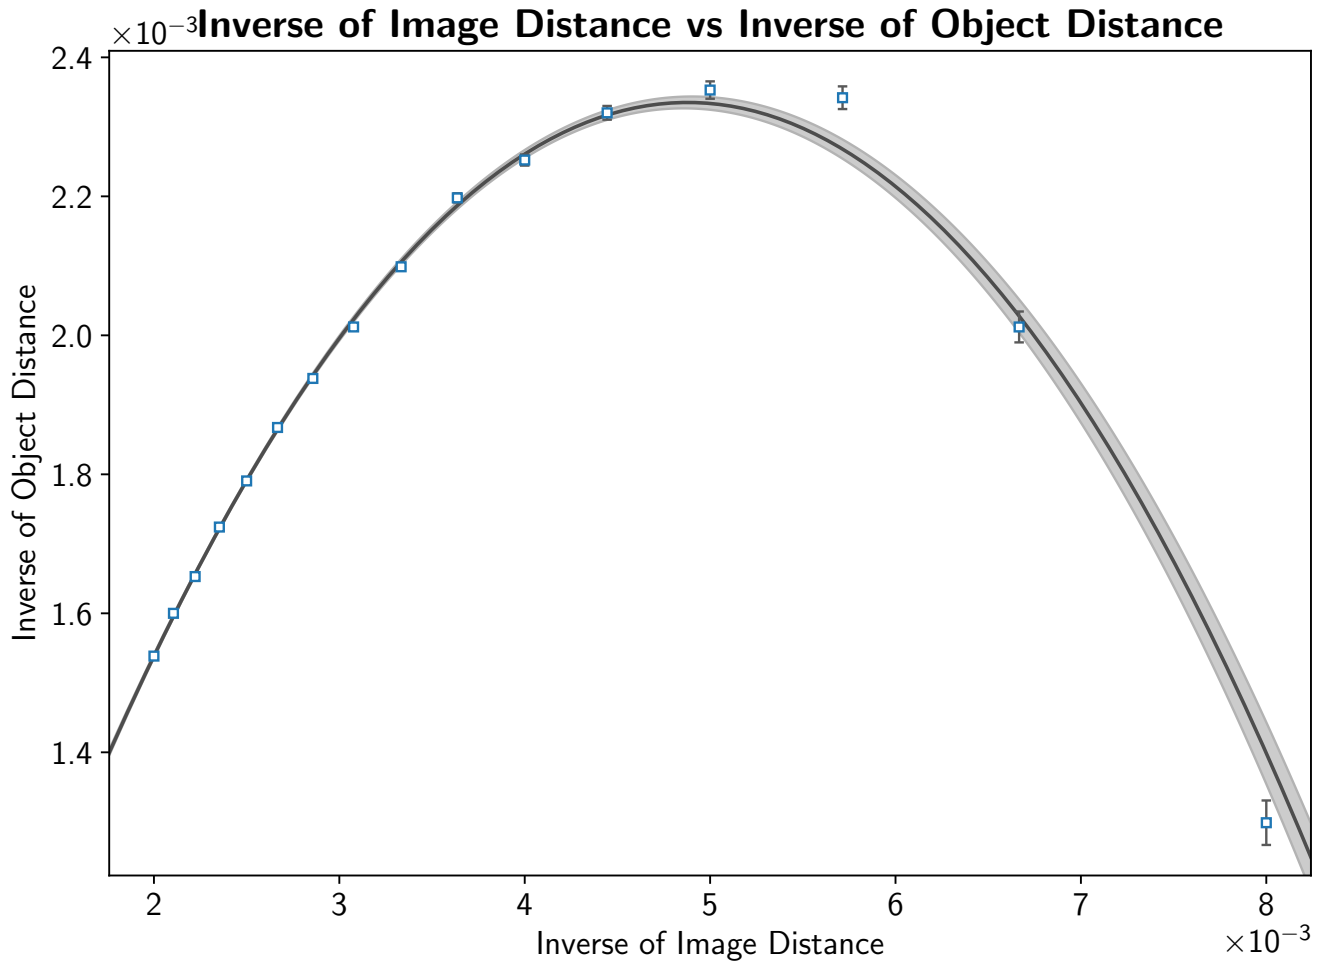 Inverse of Image Distance vs Inverse of Object Distance
×10⁻³
2.4
2.2
2.0
1.8
1.6
1.4
Inverse of Object Distance
2 3 4 5 6 7 8
Inverse of Image Distance
×10⁻³